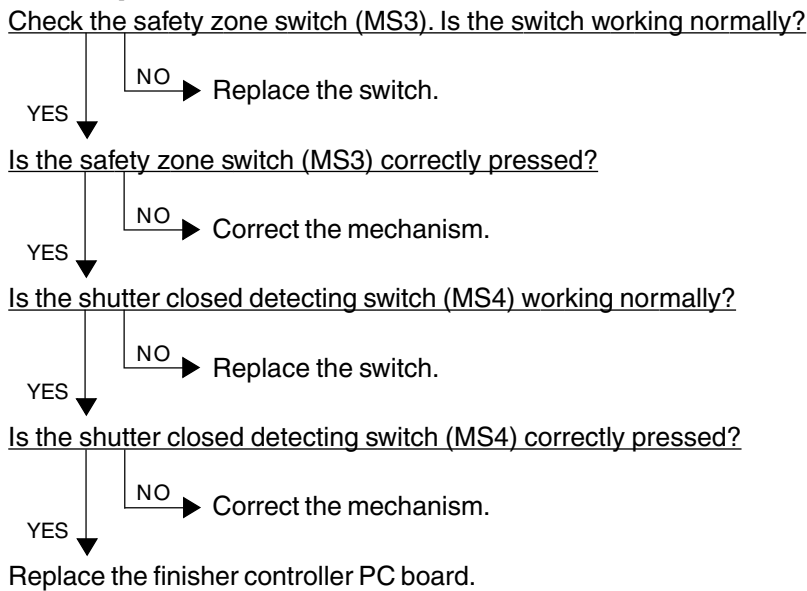 Check the safety zone switch (MS3). Is the switch working normally?
NO
Replace the switch.
YES
Is the safety zone switch (MS3) correctly pressed?
NO
Correct the mechanism.
YES
Is the shutter closed detecting switch (MS4) working normally?
NO
Replace the switch.
YES
Is the shutter closed detecting switch (MS4) correctly pressed?
NO
Correct the mechanism.
YES
Replace the finisher controller PC board.